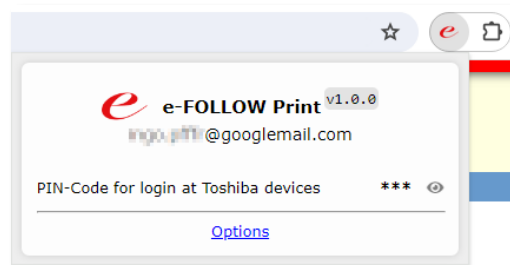 e
e e-FOLLOW Print v1.0.0
@googlemail.com
PIN-Code for login at Toshiba devices ***
Options